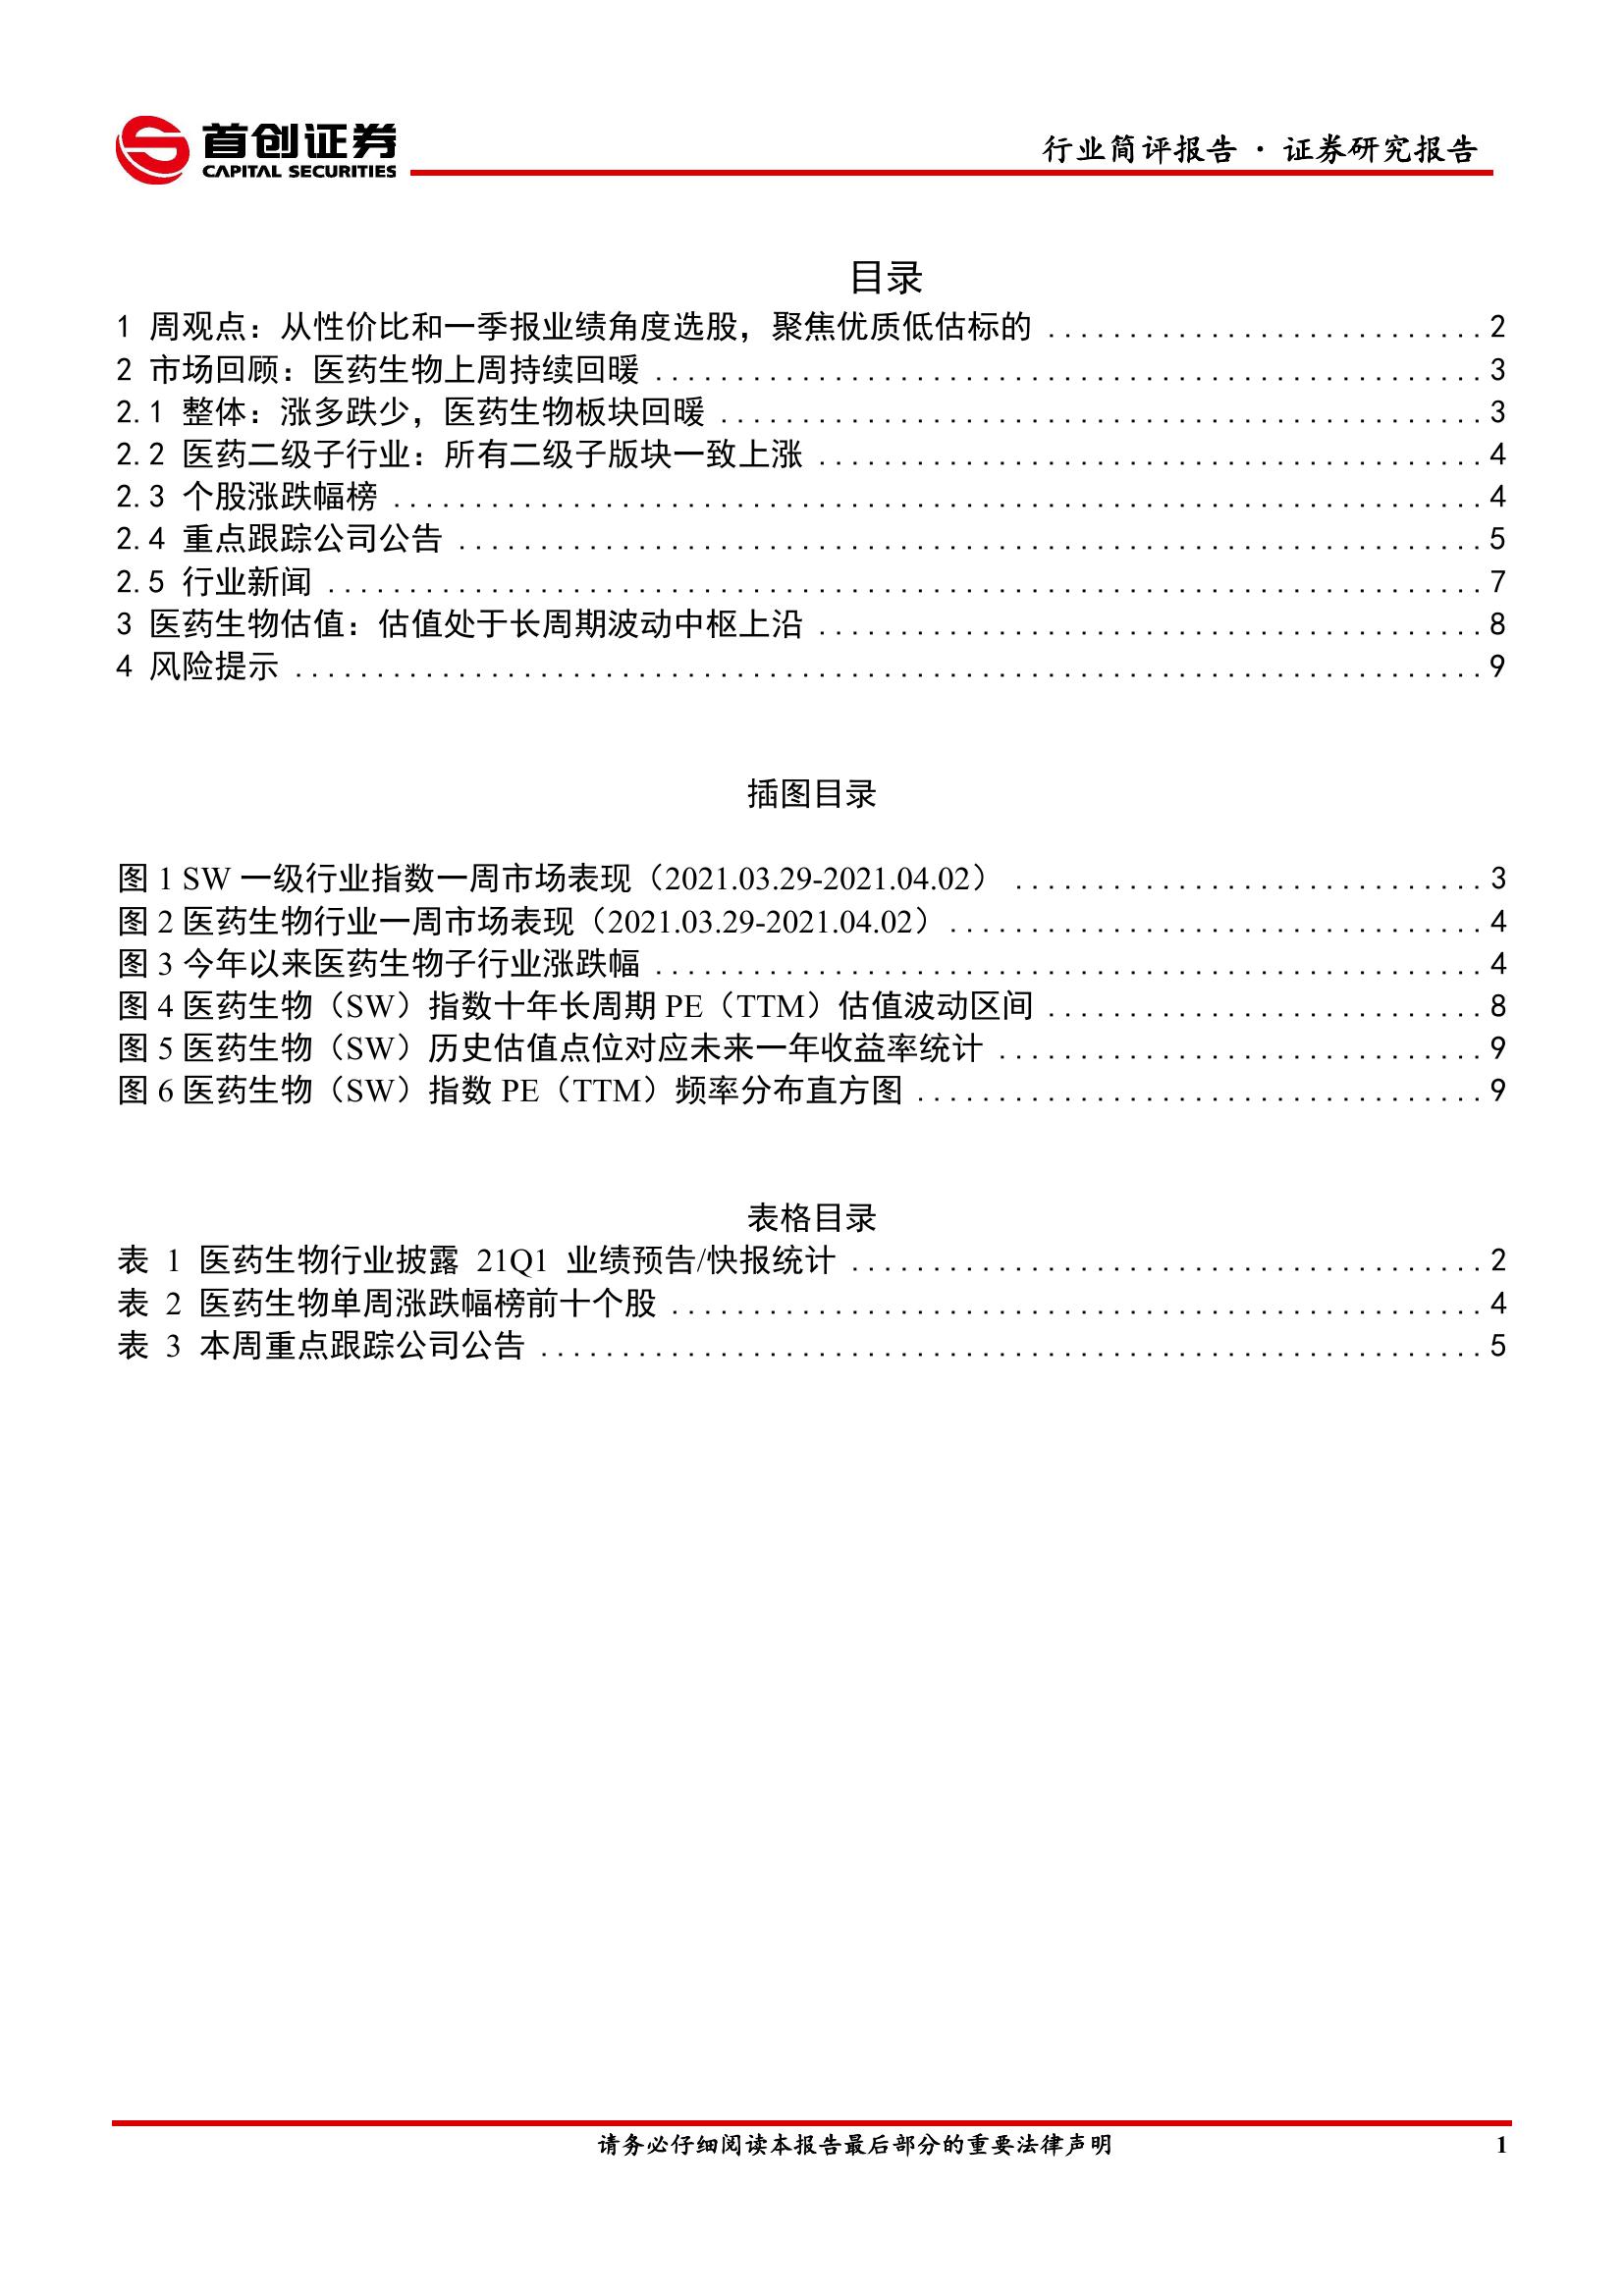 首创证券
CAPITAL SECURITIES
行业简评报告 · 证券研究报告
目录
1 周观点：从性价比和一季报业绩角度选股，聚焦优质低估标的 ........................... 2
2 市场回顾：医药生物上周持续回暖 ................................................... 3
2.1 整体：涨多跌少，医药生物板块回暖 ............................................... 3
2.2 医药二级子行业：所有二级子版块一致上涨 ......................................... 4
2.3 个股涨跌幅榜 ................................................................... 4
2.4 重点跟踪公司公告 ............................................................... 5
2.5 行业新闻 ....................................................................... 7
3 医药生物估值：估值处于长周期波动中枢上沿 ......................................... 8
4 风险提示 ......................................................................... 9
插图目录
图 1 SW 一级行业指数一周市场表现（2021.03.29-2021.04.02） ............................. 3
图 2 医药生物行业一周市场表现（2021.03.29-2021.04.02） ................................. 4
图 3 今年以来医药生物子行业涨跌幅 ................................................... 4
图 4 医药生物（SW）指数十年长周期 PE（TTM）估值波动区间 ........................... 8
图 5 医药生物（SW）历史估值点位对应未来一年收益率统计 .............................. 9
图 6 医药生物（SW）指数 PE（TTM）频率分布直方图 ................................... 9
表格目录
表 1 医药生物行业披露 21Q1 业绩预告/快报统计 ....................................... 2
表 2 医药生物单周涨跌幅榜前十个股 .................................................. 4
表 3 本周重点跟踪公司公告 .......................................................... 5
请务必仔细阅读本报告最后部分的重要法律声明 1